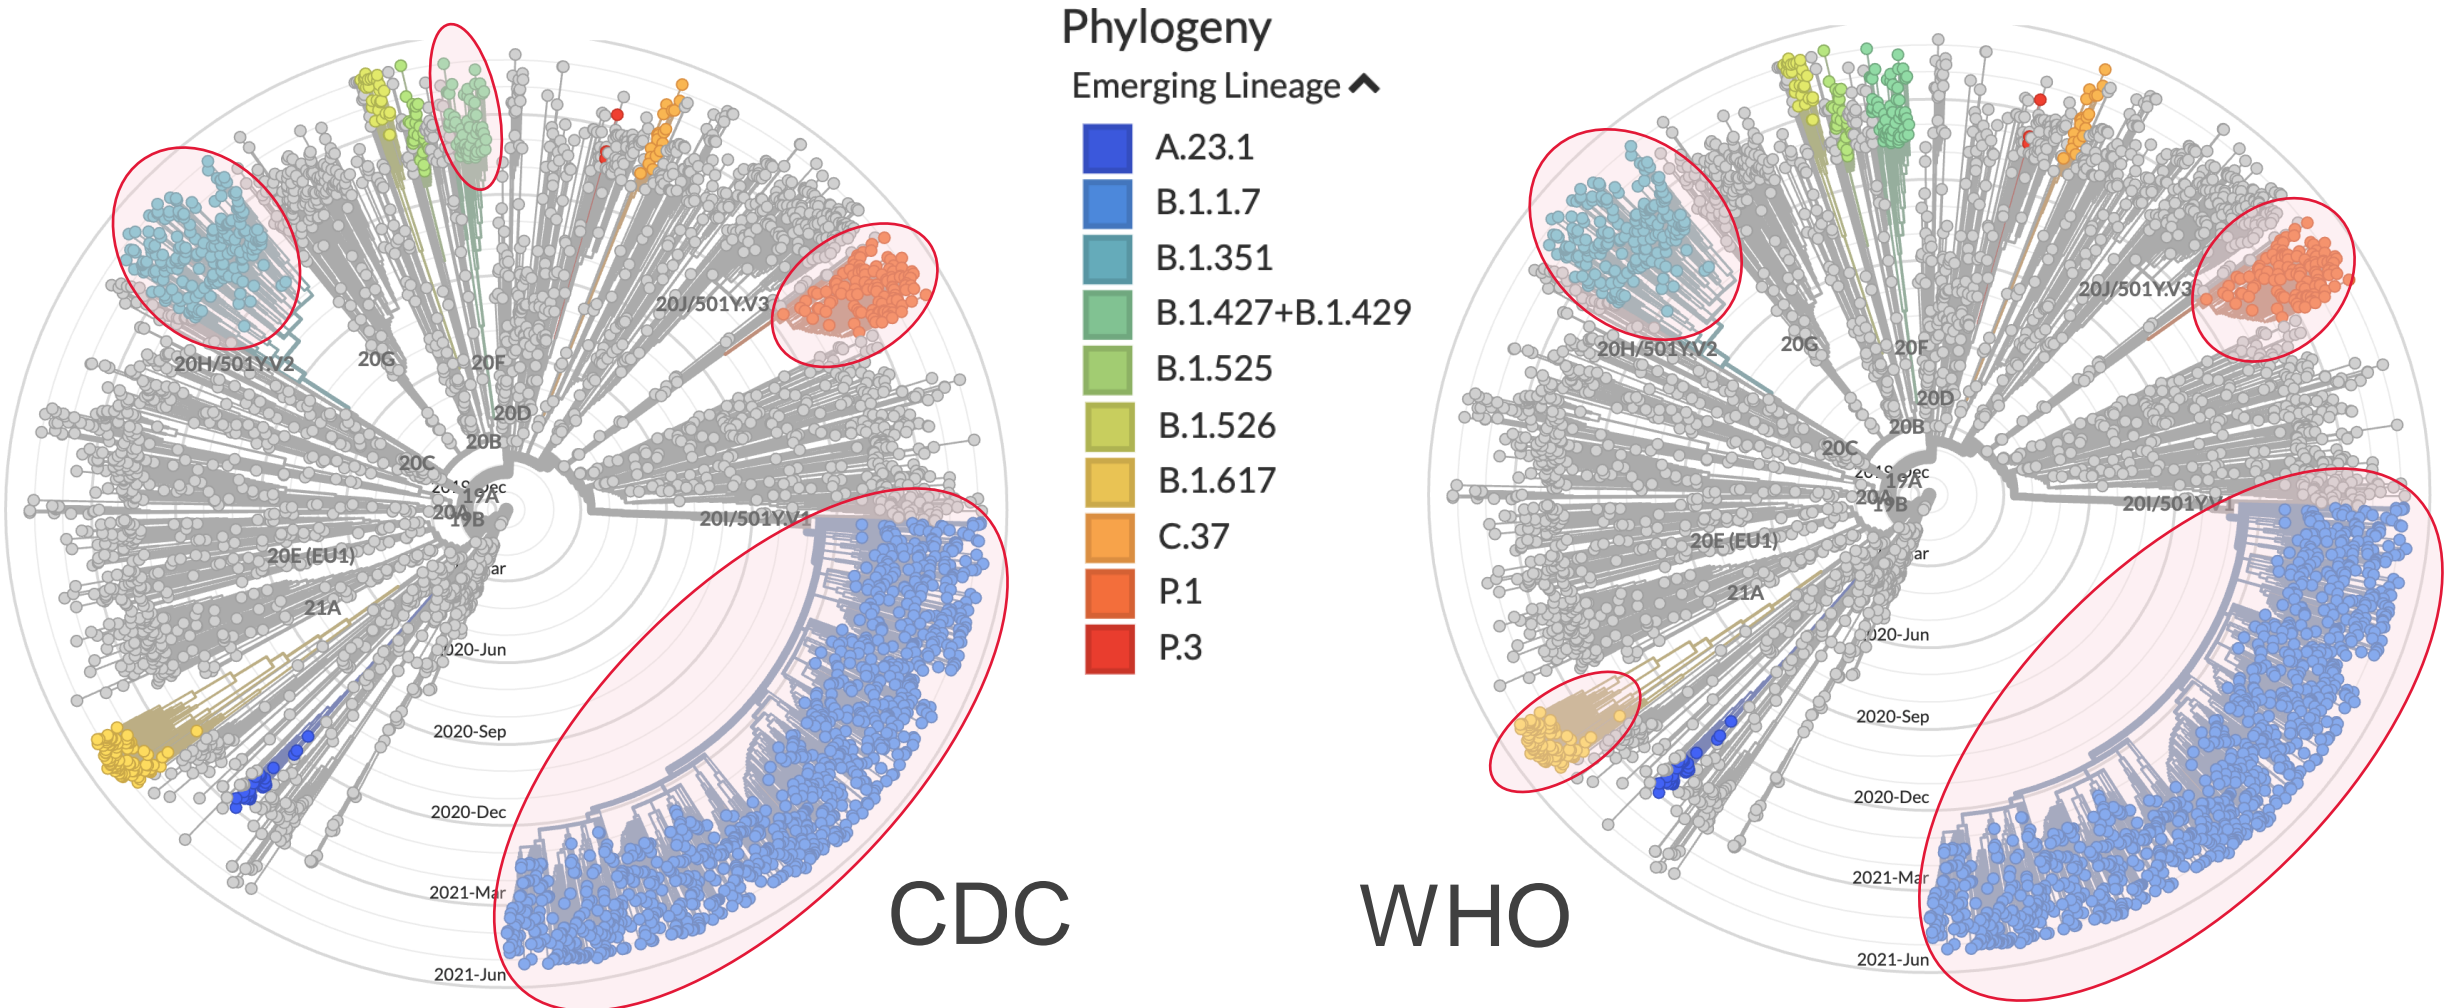 Phylogeny
Emerging Lineage
A.23.1
B.1.1.7
B.1.351
B.1.427+B.1.429
B.1.525
B.1.526
B.1.617
C.37
P.1
P.3
20J/501Y.V3
20H/501Y.V2
20G
20F
20D
20B
20C
19A
20A
19B
20I/501Y.V1
20E (EU1)
21A
2020-Sep
2020-Dec
2021-Mar
2021-Jun
CDC
20J/501Y.V3
20H/501Y.V2
20G
20F
20D
20B
20C
19A
20A
19B
20I/501Y.V1
20E (EU1)
21A
2020-Sep
2020-Dec
2021-Mar
2021-Jun
WHO